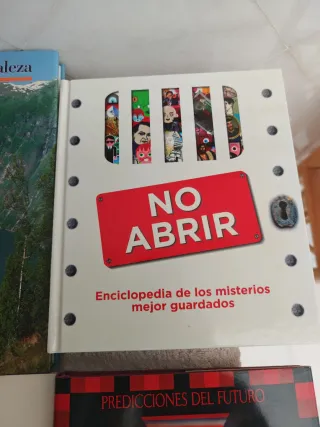 aleza
NO
ABRIR
Enciclopedia de los misterios
mejor guardados
PREDICCIONES DEL FUTURO